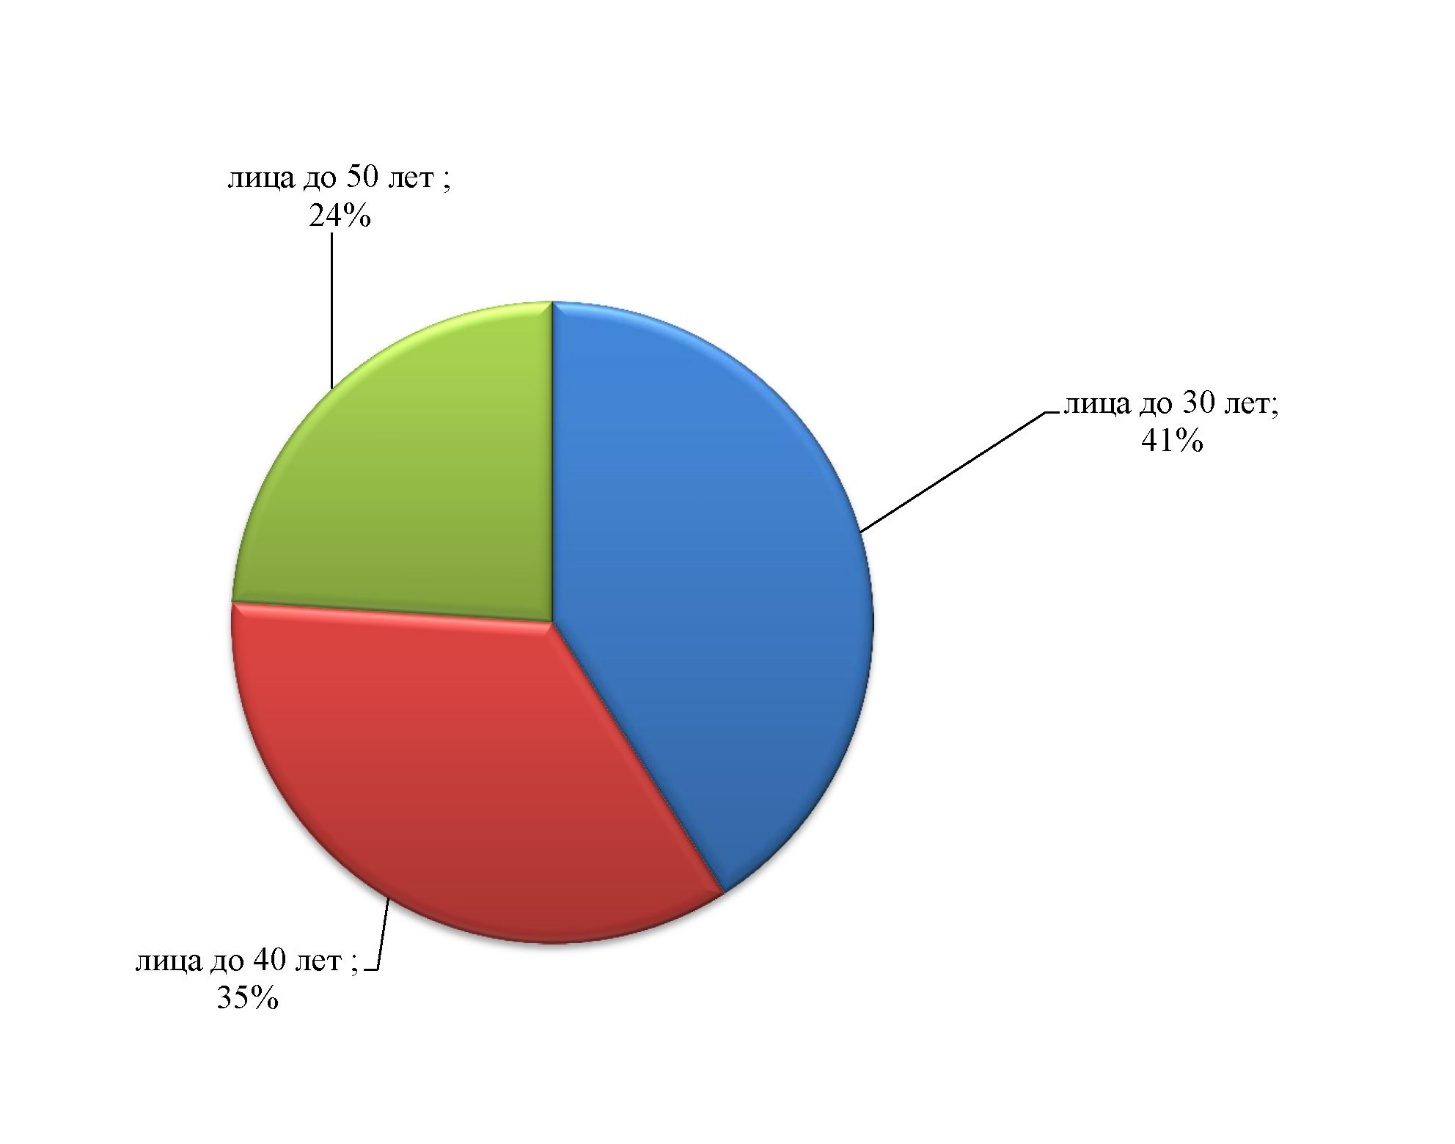 лица до 50 лет ;
24%
лица до 30 лет;
41%
лица до 40 лет ;
35%